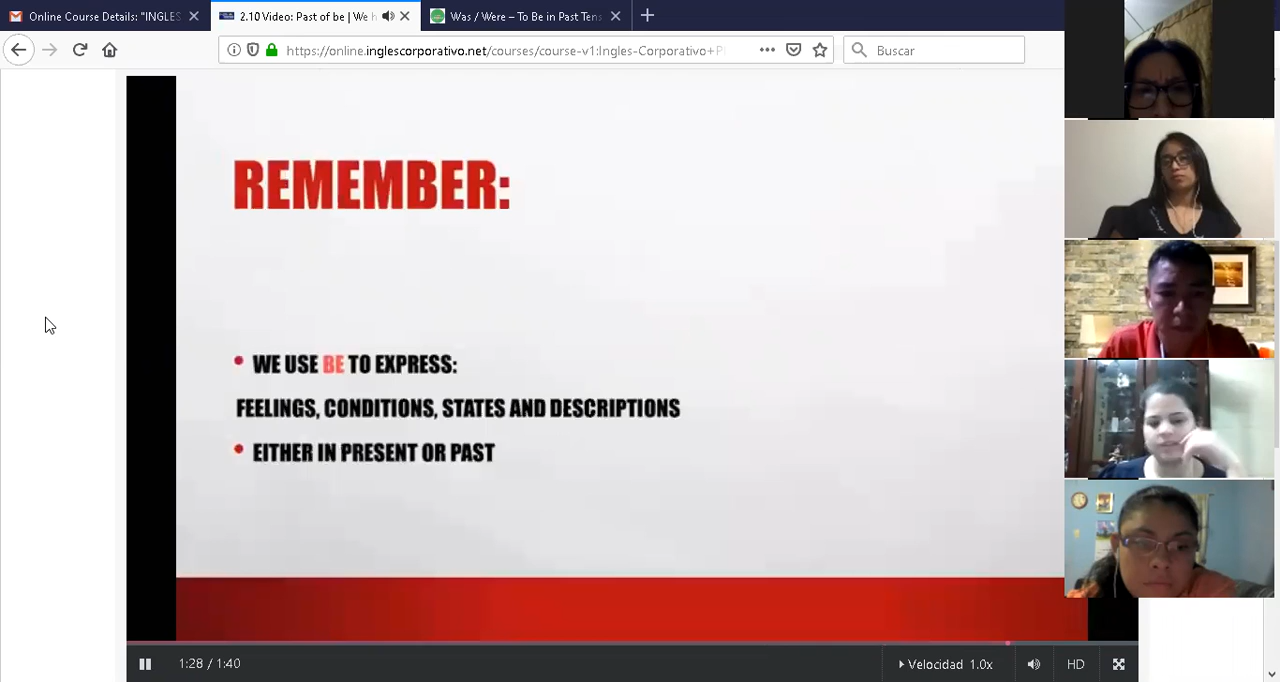 Online Course Details: "INGLES
2.10 Video: Past of be | We h
Was / Were – To Be in Past Tens
https://online.inglescorporativo.net/courses/course-v1:Ingles-Corporativo+P
Buscar
REMEMBER:
WE USE BE TO EXPRESS:
FEELINGS, CONDITIONS, STATES AND DESCRIPTIONS
EITHER IN PRESENT OR PAST
1:28 / 1:40
Velocidad 1.0x
HD